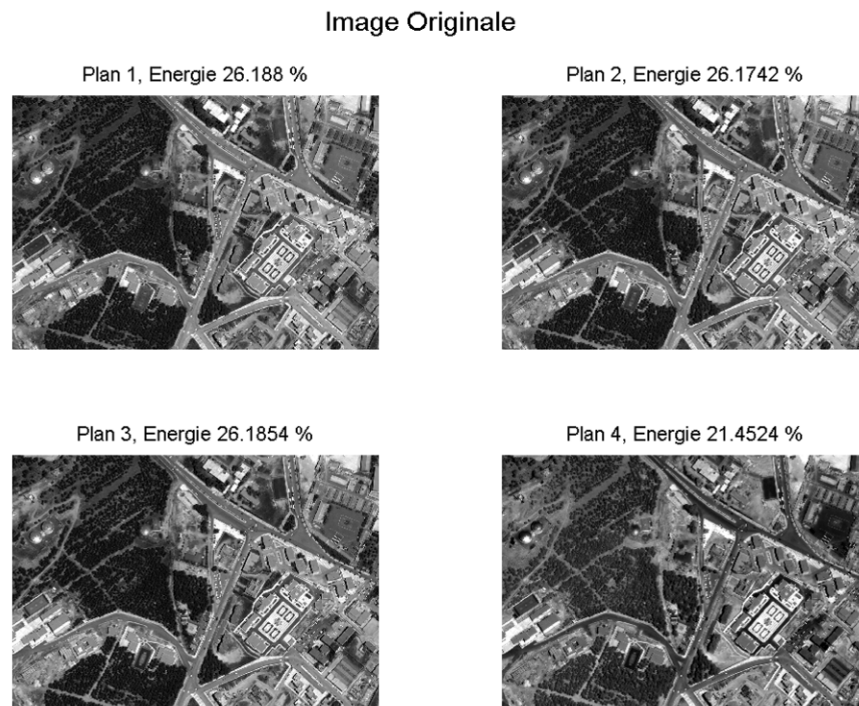 Image Originale
Plan 1, Energie 26.188 %
Plan 2, Energie 26.1742 %
Plan 3, Energie 26.1854 %
Plan 4, Energie 21.4524 %